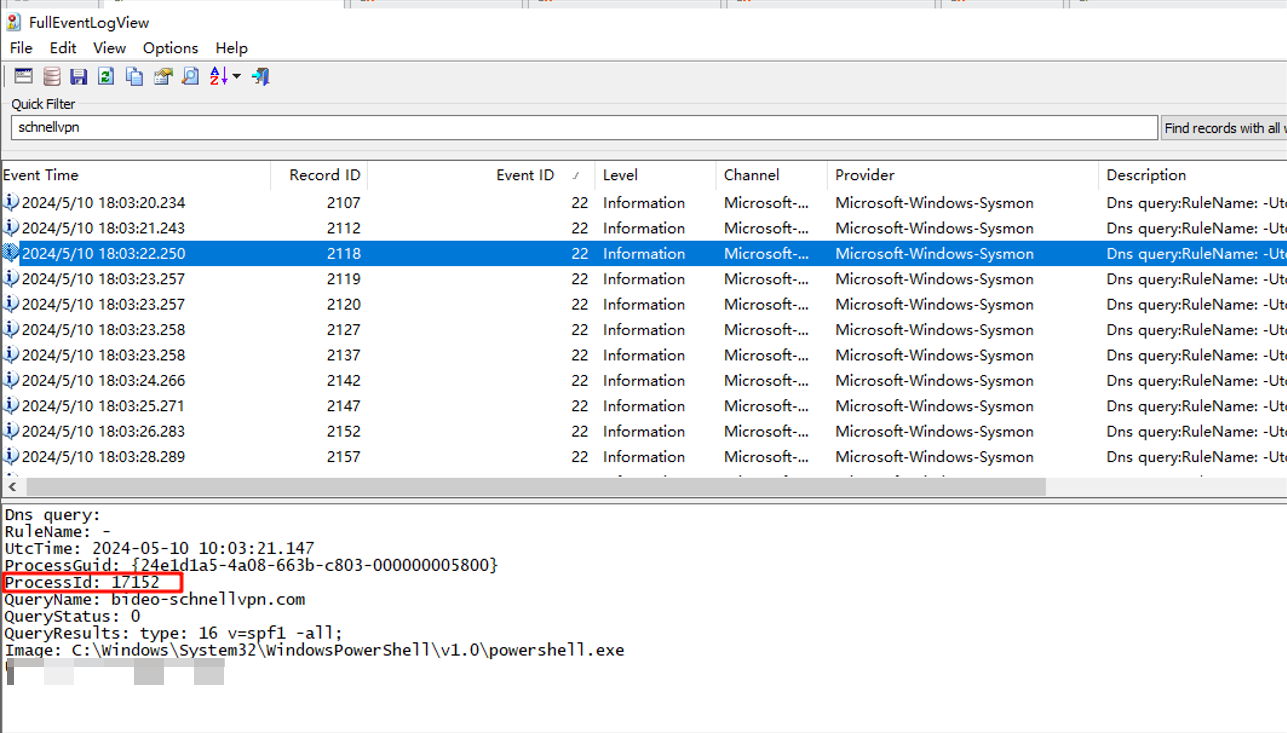 FullEventLogView
File Edit View Options Help
Quick Filter
schnellvpn
Find records with all
Event Time Record ID Event ID Level Channel Provider Description
2024/5/10 18:03:20.234 2107 22 Information Microsoft-... Microsoft-Windows-Sysmon Dns query:RuleName: -Utc
2024/5/10 18:03:21.243 2112 22 Information Microsoft-... Microsoft-Windows-Sysmon Dns query:RuleName: -Utc
2024/5/10 18:03:22.250 2118 22 Information Microsoft-... Microsoft-Windows-Sysmon Dns query:RuleName: -Utc
2024/5/10 18:03:23.257 2119 22 Information Microsoft-... Microsoft-Windows-Sysmon Dns query:RuleName: -Utc
2024/5/10 18:03:23.257 2120 22 Information Microsoft-... Microsoft-Windows-Sysmon Dns query:RuleName: -Utc
2024/5/10 18:03:23.258 2127 22 Information Microsoft-... Microsoft-Windows-Sysmon Dns query:RuleName: -Utc
2024/5/10 18:03:23.258 2137 22 Information Microsoft-... Microsoft-Windows-Sysmon Dns query:RuleName: -Utc
2024/5/10 18:03:24.266 2142 22 Information Microsoft-... Microsoft-Windows-Sysmon Dns query:RuleName: -Utc
2024/5/10 18:03:25.271 2147 22 Information Microsoft-... Microsoft-Windows-Sysmon Dns query:RuleName: -Utc
2024/5/10 18:03:26.283 2152 22 Information Microsoft-... Microsoft-Windows-Sysmon Dns query:RuleName: -Utc
2024/5/10 18:03:28.289 2157 22 Information Microsoft-... Microsoft-Windows-Sysmon Dns query:RuleName: -Utc
Dns query:
RuleName: -
UtcTime: 2024-05-10 10:03:21.147
ProcessGuid: {24e1d1a5-4a08-663b-c803-000000005800}
ProcessId: 17152
QueryName: bideo-schnellvpn.com
QueryStatus: 0
QueryResults: type: 16 v=spf1 -all;
Image: C:\Windows\System32\WindowsPowerShell\v1.0\powershell.exe